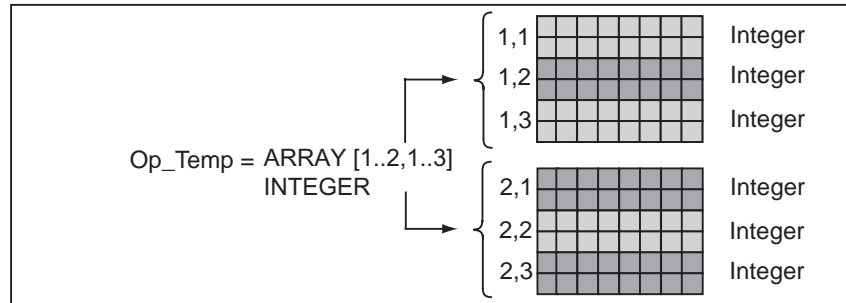 1,1 Integer
1,2 Integer
1,3 Integer
Op_Temp = ARRAY [1..2,1..3]
INTEGER
2,1 Integer
2,2 Integer
2,3 Integer